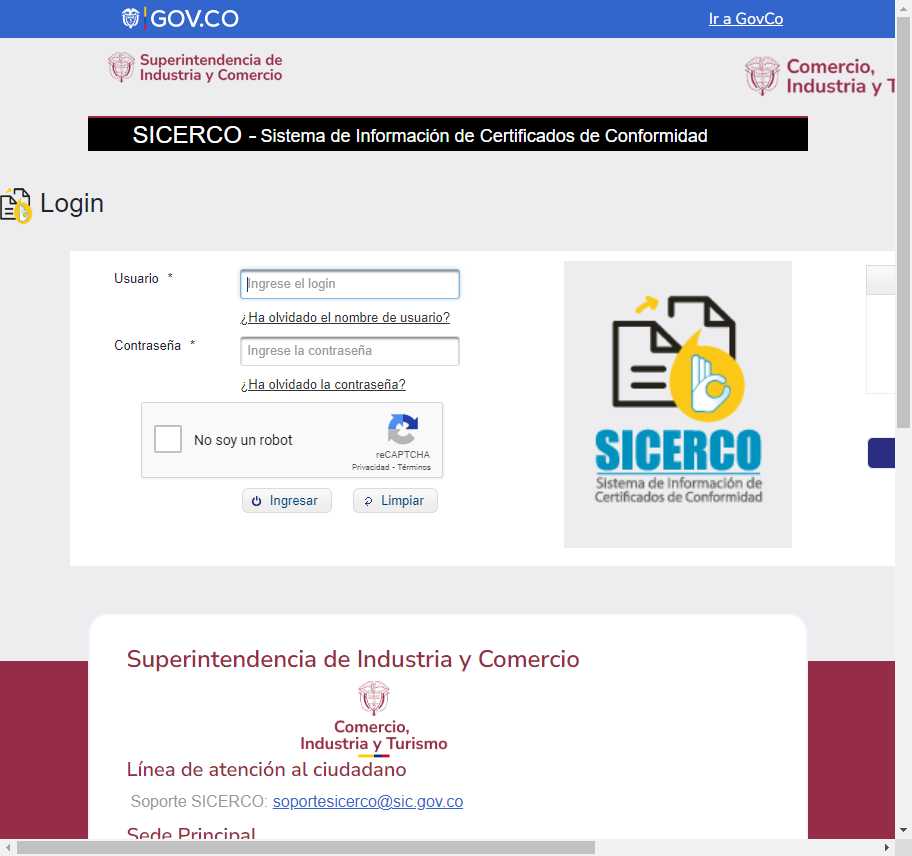 GOV.CO
Ir a GovCo
Superintendencia de
Industria y Comercio
Comercio,
Industria y T
SICERCO - Sistema de Información de Certificados de Conformidad
Login
Usuario *
Ingrese el login
¿Ha olvidado el nombre de usuario?
Contraseña *
Ingrese la contraseña
¿Ha olvidado la contraseña?
No soy un robot
reCAPTCHA
Privacidad - Términos
Ingresar
Limpiar
SICERCO
Sistema de Información de
Certificados de Conformidad
Superintendencia de Industria y Comercio
Comercio,
Industria y Turismo
Línea de atención al ciudadano
Soporte SICERCO: soportesicerco@sic.gov.co
Sede Principal